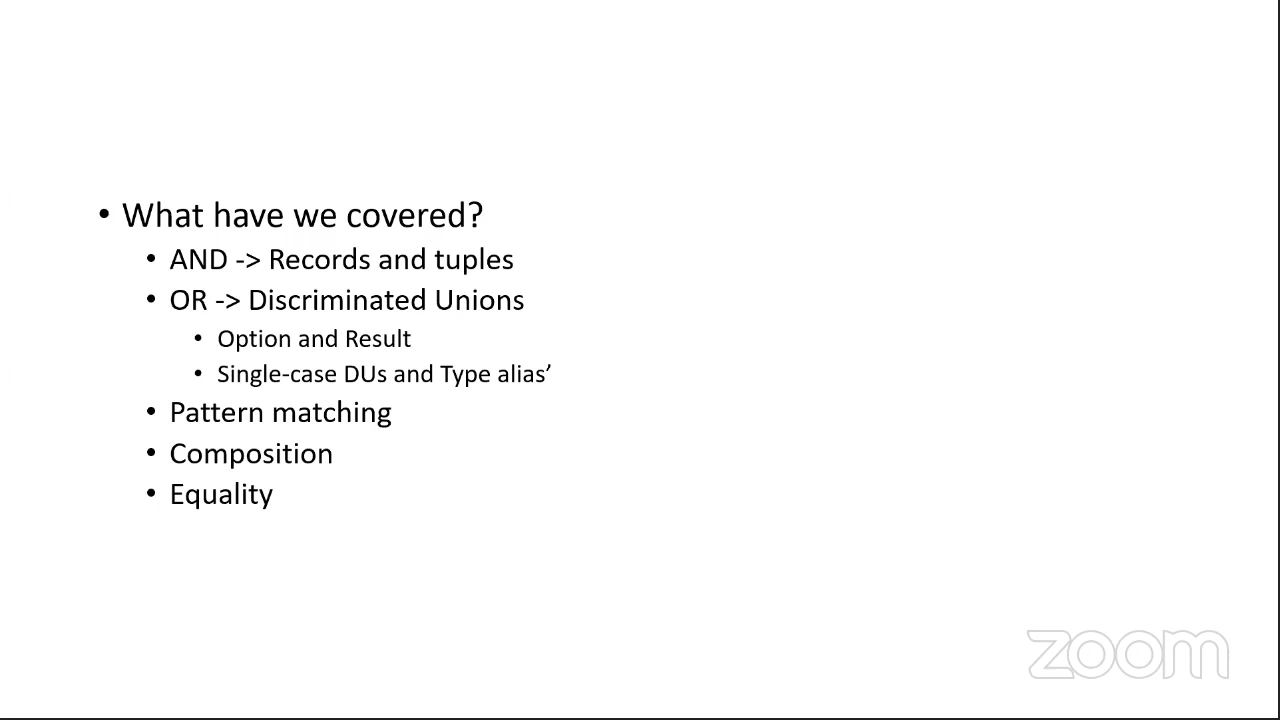 • What have we covered?
• AND -> Records and tuples
• OR -> Discriminated Unions
• Option and Result
• Single-case DUs and Type alias’
• Pattern matching
• Composition
• Equality
zoom